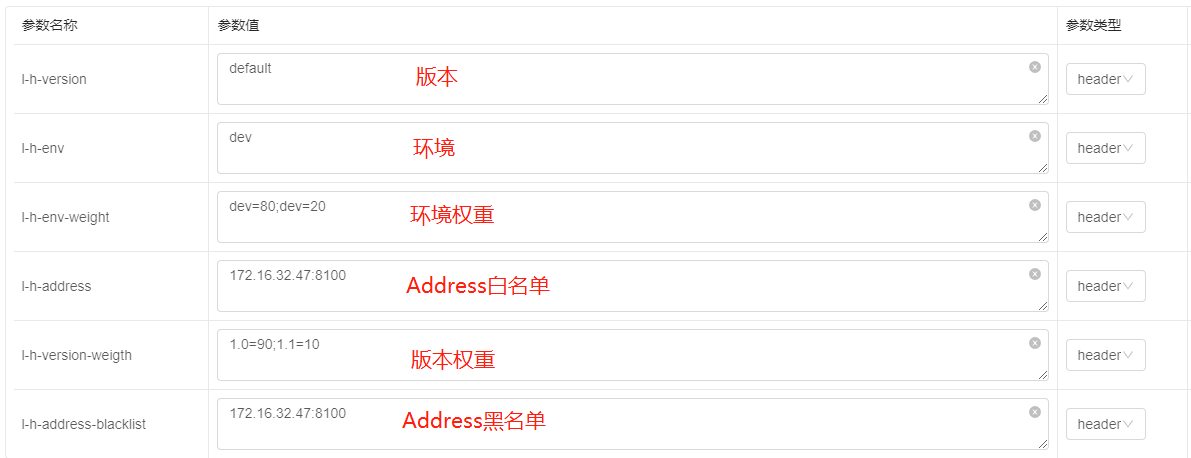 参数名称 参数值 参数类型
l-h-version default 版本 header
l-h-env dev 环境 header
l-h-env-weight dev=80;dev=20 环境权重 header
l-h-address 172.16.32.47:8100 Address白名单 header
l-h-version-weigth 1.0=90;1.1=10 版本权重 header
l-h-address-blacklist 172.16.32.47:8100 Address黑名单 header